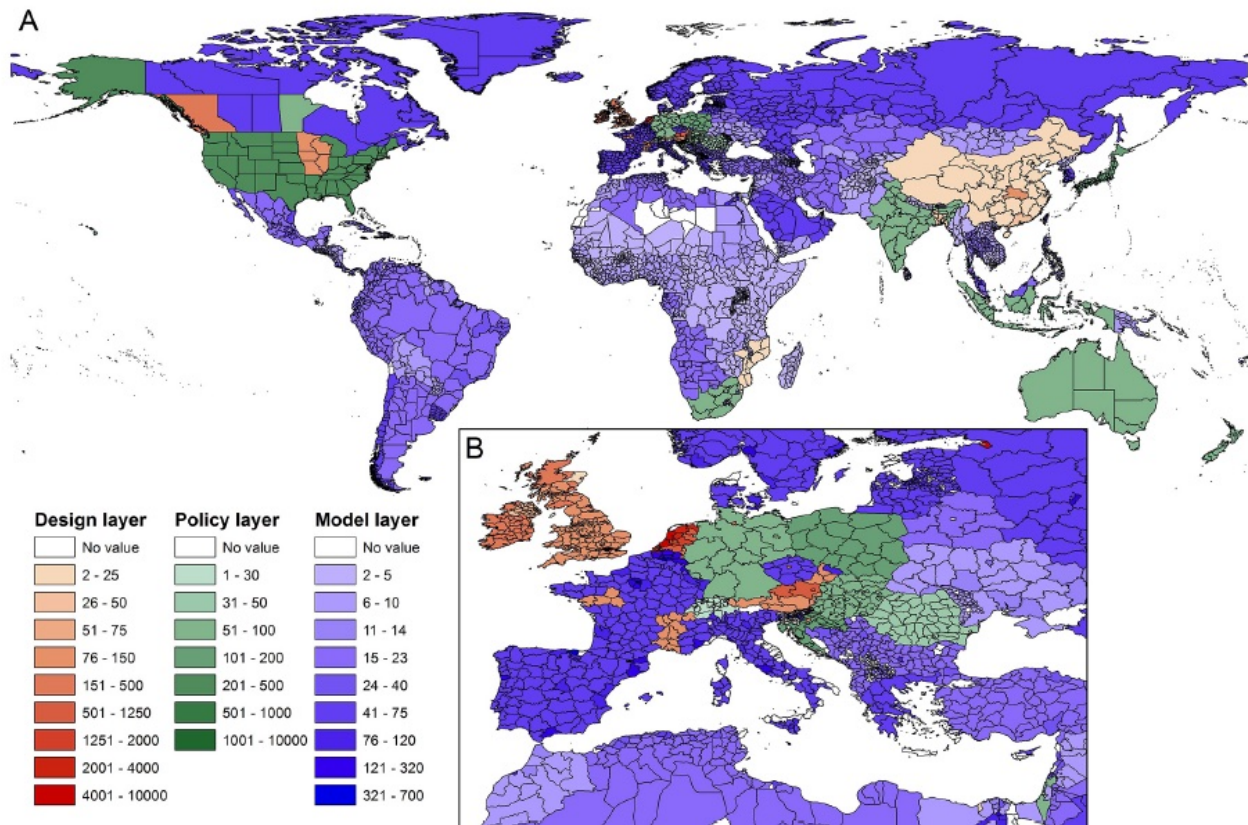 A
B
Design layer
No value
2 - 25
26 - 50
51 - 75
76 - 150
151 - 500
501 - 1250
1251 - 2000
2001 - 4000
4001 - 10000
Policy layer
No value
1 - 30
31 - 50
51 - 100
101 - 200
201 - 500
501 - 1000
1001 - 10000
Model layer
No value
2 - 5
6 - 10
11 - 14
15 - 23
24 - 40
41 - 75
76 - 120
121 - 320
321 - 700